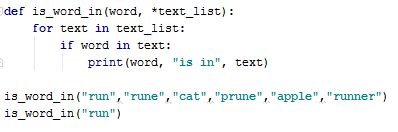 def is_word_in(word, *text_list):
    for text in text_list:
        if word in text:
            print(word, "is in", text)

is_word_in("run","rune","cat","prune","apple","runner")
is_word_in("run")